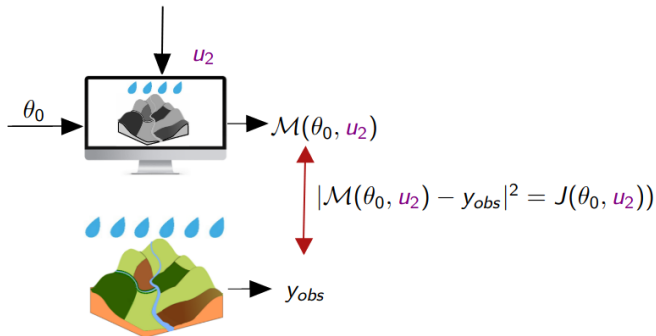 u₂
θ₀
ℳ(θ₀, u₂)
|ℳ(θ₀, u₂) − y_obs|² = J(θ₀, u₂))
y_obs